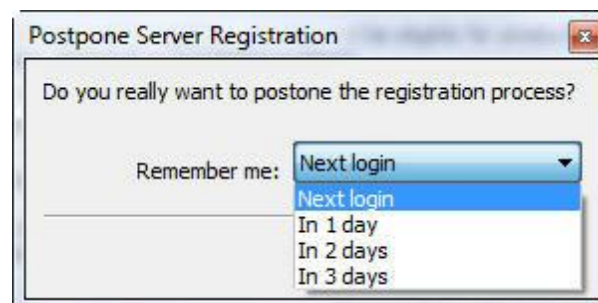 Postpone Server Registration
Do you really want to postone the registration process?
Remember me: Next login
Next login
In 1 day
In 2 days
In 3 days